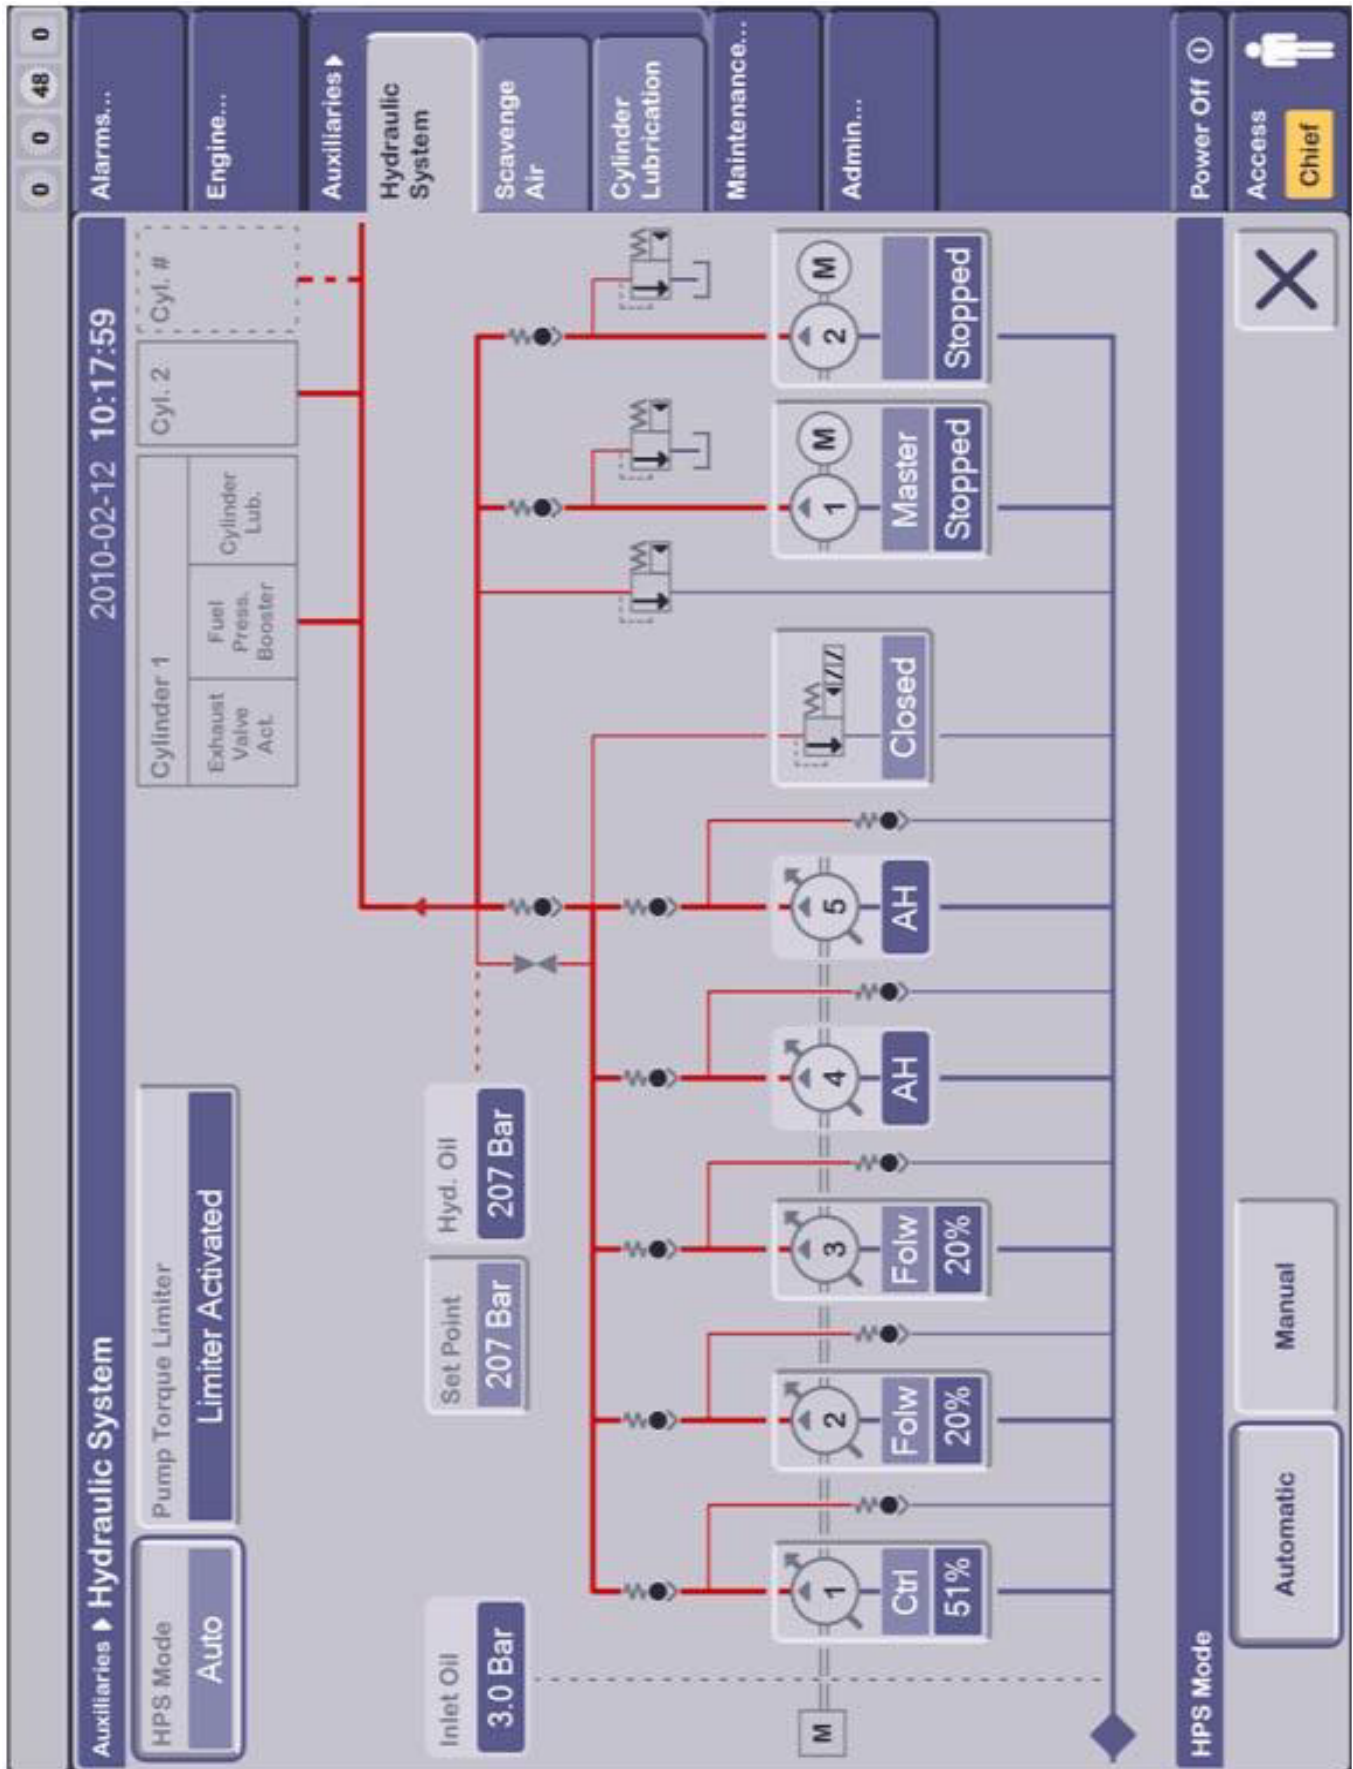 0 0 48 0
Auxiliaries ▶ Hydraulic System 2010-02-12 10:17:59
Alarms...
Engine...
Auxiliaries ▶
Hydraulic
System
Scavenge
Air
Cylinder
Lubrication
Maintenance...
Admin...
Power Off
Access
Chief
HPS Mode
Auto
Pump Torque Limiter
Limiter Activated
Cylinder 1
Exhaust
Valve
Act.
Fuel
Press.
Booster
Cylinder
Lub.
Cyl. 2
Cyl. #
Inlet Oil
3.0 Bar
Set Point
207 Bar
Hyd. Oil
207 Bar
M
1
Ctrl
51%
2
Folw
20%
3
Folw
20%
4
AH
5
AH
Closed
1 M
Master
Stopped
2 M
Stopped
HPS Mode
Automatic
Manual